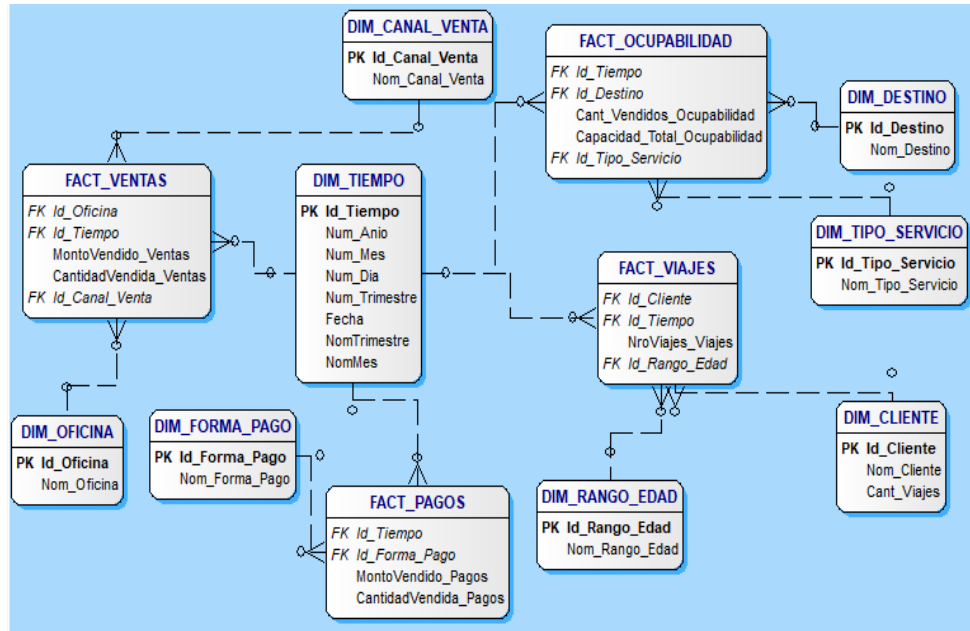 DIM_CANAL_VENTA
PK Id_Canal_Venta
Nom_Canal_Venta
FACT_OCUPABILIDAD
FK Id_Tiempo
FK Id_Destino
Cant_Vendidos_Ocupabilidad
Capacidad_Total_Ocupabilidad
FK Id_Tipo_Servicio
DIM_DESTINO
PK Id_Destino
Nom_Destino
FACT_VENTAS
FK Id_Oficina
FK Id_Tiempo
MontoVendido_Ventas
CantidadVendida_Ventas
FK Id_Canal_Venta
DIM_TIEMPO
PK Id_Tiempo
Num_Anio
Num_Mes
Num_Dia
Num_Trimestre
Fecha
NomTrimestre
NomMes
DIM_TIPO_SERVICIO
PK Id_Tipo_Servicio
Nom_Tipo_Servicio
FACT_VIAJES
FK Id_Cliente
FK Id_Tiempo
NroViajes_Viajes
FK Id_Rango_Edad
DIM_OFICINA
PK Id_Oficina
Nom_Oficina
DIM_FORMA_PAGO
PK Id_Forma_Pago
Nom_Forma_Pago
DIM_CLIENTE
PK Id_Cliente
Nom_Cliente
Cant_Viajes
FACT_PAGOS
FK Id_Tiempo
FK Id_Forma_Pago
MontoVendido_Pagos
CantidadVendida_Pagos
DIM_RANGO_EDAD
PK Id_Rango_Edad
Nom_Rango_Edad